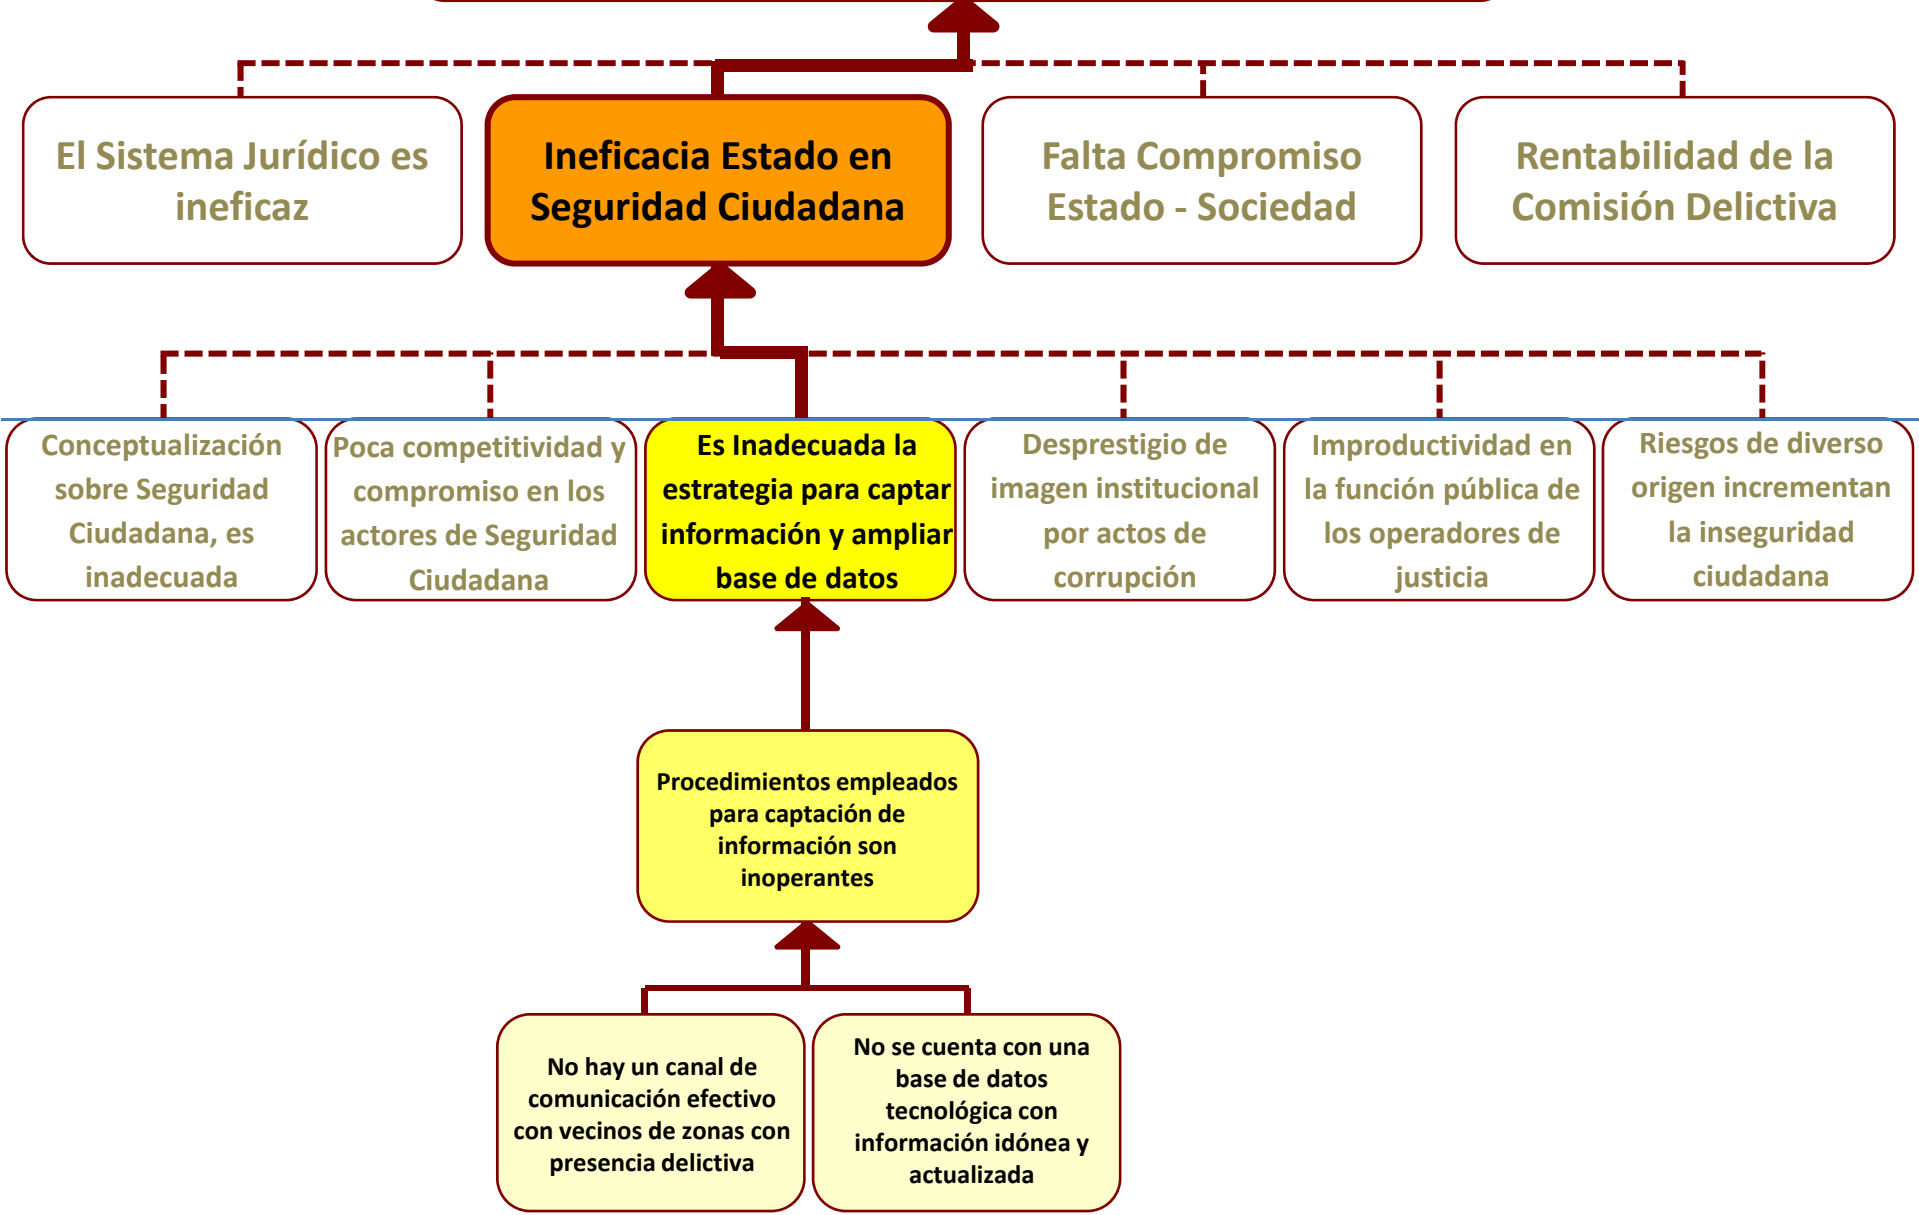 El Sistema Jurídico es
ineficaz
Ineficacia Estado en
Seguridad Ciudadana
Falta Compromiso
Estado - Sociedad
Rentabilidad de la
Comisión Delictiva
Conceptualización
sobre Seguridad
Ciudadana, es
inadecuada
Poca competitividad y
compromiso en los
actores de Seguridad
Ciudadana
Es Inadecuada la
estrategia para captar
información y ampliar
base de datos
Desprestigio de
imagen institucional
por actos de
corrupción
Improductividad en
la función pública de
los operadores de
justicia
Riesgos de diverso
origen incrementan
la inseguridad
ciudadana
Procedimientos empleados
para captación de
información son
inoperantes
No hay un canal de
comunicación efectivo
con vecinos de zonas con
presencia delictiva
No se cuenta con una
base de datos
tecnológica con
información idónea y
actualizada